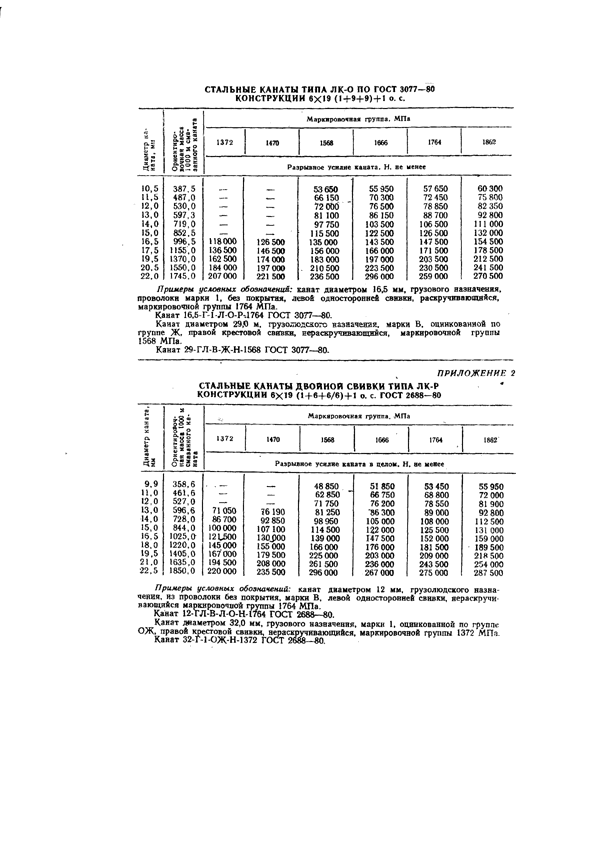 СТАЛЬНЫЕ КАНАТЫ ТИПА ЛК-О ПО ГОСТ 3077—80
КОНСТРУКЦИИ 6×19 (1+9+9)+1 о. с.
Диаметр ка-
ната, мм
Ориентиро-
вочная масса
1000 м сма-
занного каната
Маркировочная группа, МПа
1372 1470 1568 1666 1764 1862
Разрывное усилие каната, Н, не менее
10,5 387,5 — — 53 650 55 950 57 650 60 300
11,5 487,0 — — 66 150 70 300 72 450 75 800
12,0 530,0 — — 72 000 76 500 78 850 82 350
13,0 597,3 — — 81 100 86 150 88 700 92 800
14,0 719,0 — — 97 750 103 500 106 500 111 000
15,0 852,5 — — 115 500 122 500 126 500 132 000
16,5 996,5 118 000 126 500 135 000 143 500 147 500 154 500
17,5 1155,0 136 500 146 500 156 000 166 000 171 500 178 500
19,5 1370,0 162 500 174 000 183 000 197 000 203 500 212 500
20,5 1550,0 184 000 197 000 210 500 223 500 230 500 241 500
22,0 1745,0 207 000 221 500 236 500 296 000 259 000 270 500
Примеры условных обозначений: канат диаметром 16,5 мм, грузового назначения,
проволоки марки 1, без покрытия, левой односторонней свивки, раскручивающийся,
маркировочной группы 1764 МПа.
Канат 16,5-Г-1-Л-О-Р-1764 ГОСТ 3077—80.
Канат диаметром 29,0 м, грузолюдского назначения, марки В, оцинкованной по
группе Ж, правой крестовой свивки, нераскручивающийся, маркировочной группы
1568 МПа.
Канат 29-ГЛ-В-Ж-Н-1568 ГОСТ 3077—80.
ПРИЛОЖЕНИЕ 2
СТАЛЬНЫЕ КАНАТЫ ДВОЙНОЙ СВИВКИ ТИПА ЛК-Р
КОНСТРУКЦИИ 6×19 (1+6+6/6)+1 о. с. ГОСТ 2688—80
Диаметр каната,
мм
Ориентировоч-
ная масса 1000 м
смазанного ка-
ната
Маркировочная группа, МПа
1372 1470 1568 1666 1764 1862
Разрывное усилие каната в целом, Н, не менее
9,9 358,6 — — 48 850 51 850 53 450 55 950
11,0 461,6 — — 62 850 66 750 68 800 72 000
12,0 527,0 — — 71 750 76 200 78 550 81 900
13,0 596,6 71 050 76 190 81 250 86 300 89 000 92 800
14,0 728,0 86 700 92 850 98 950 105 000 108 000 112 500
15,0 844,0 100 000 107 100 114 500 122 000 125 500 131 000
16,5 1025,0 121,500 130,000 139 000 147 500 152 000 159 000
18,0 1220,0 145 000 155 000 166 000 176 000 181 500 189 500
19,5 1405,0 167 000 179 500 225 000 203 000 209 000 218 500
21,0 1635,0 194 500 208 000 261 500 236 000 243 500 254 000
22,5 1850,0 220 000 235 500 296 000 267 000 275 000 287 500
Примеры условных обозначений: канат диаметром 12 мм, грузолюдского назна-
чения, из проволоки без покрытия, марки В, левой односторонней свивки, нераскручи-
вающийся маркировочной группы 1764 МПа.
Канат 12-ГЛ-В-Л-О-Н-1764 ГОСТ 2688—80.
Канат диаметром 32,0 мм, грузового назначения, марки 1, оцинкованной по группе
ОЖ, правой крестовой свивки, нераскручивающийся, маркировочной группы 1372 МПа.
Канат 32-Г-1-ОЖ-Н-1372 ГОСТ 2688—80.